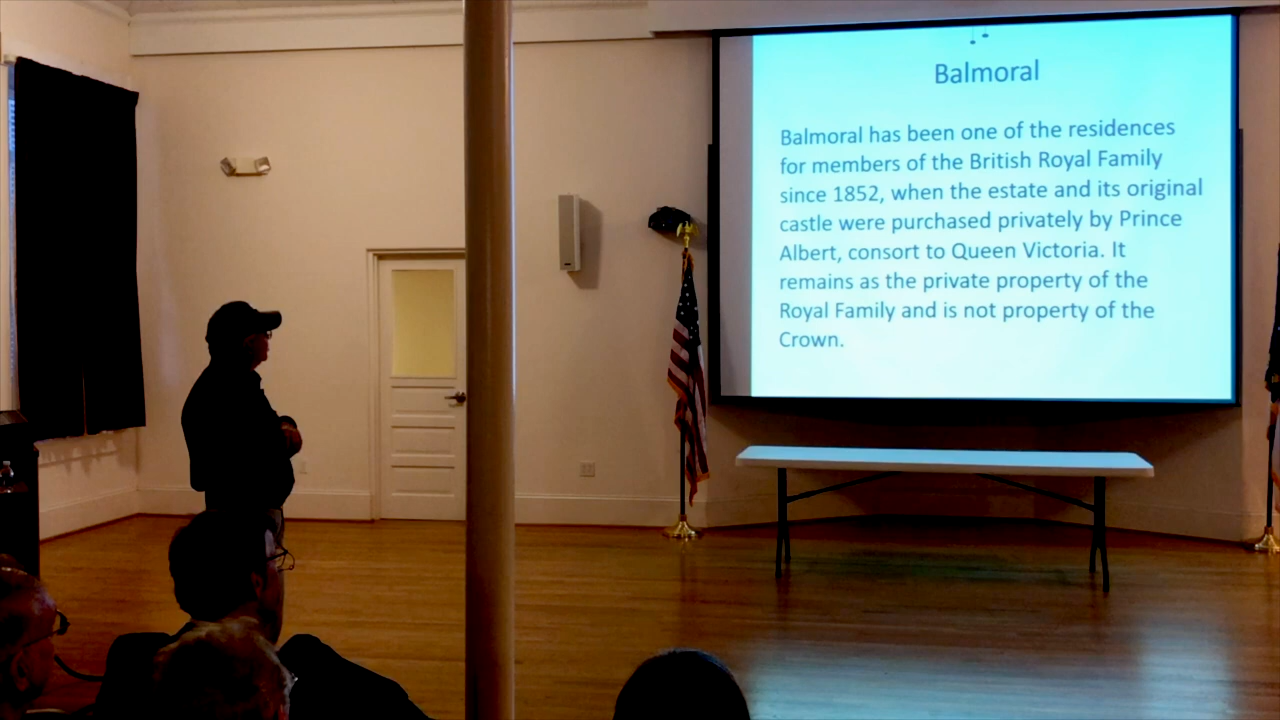 Balmoral
Balmoral has been one of the residences
for members of the British Royal Family
since 1852, when the estate and its original
castle were purchased privately by Prince
Albert, consort to Queen Victoria. It
remains as the private property of the
Royal Family and is not property of the
Crown.